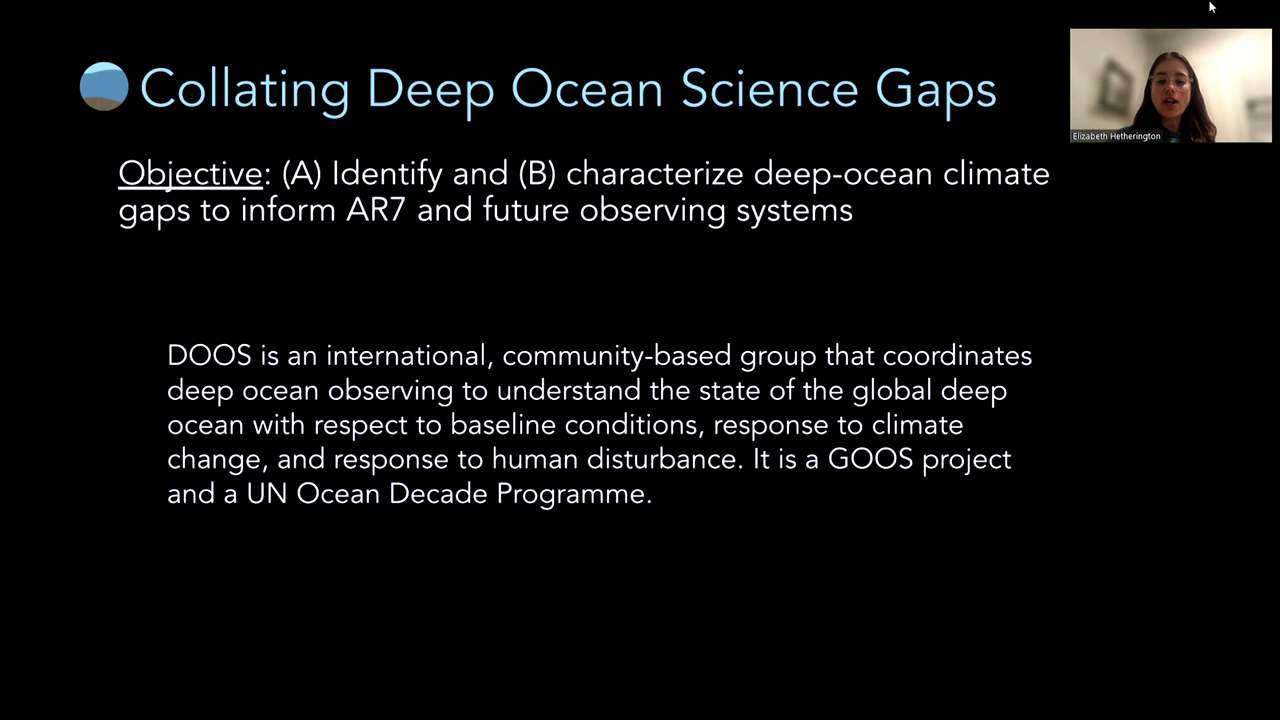 Collating Deep Ocean Science Gaps
Objective: (A) Identify and (B) characterize deep-ocean climate
gaps to inform AR7 and future observing systems
DOOS is an international, community-based group that coordinates
deep ocean observing to understand the state of the global deep
ocean with respect to baseline conditions, response to climate
change, and response to human disturbance. It is a GOOS project
and a UN Ocean Decade Programme.
Elizabeth Hetherington